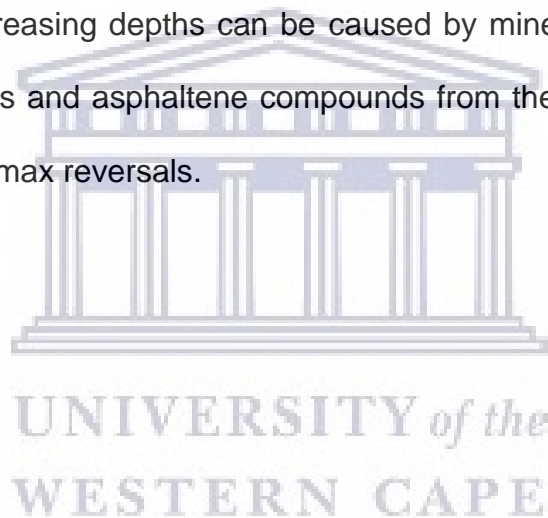 reasing depths can be caused by mine
s and asphaltene compounds from the
max reversals.
UNIVERSITY of the
WESTERN CAPE